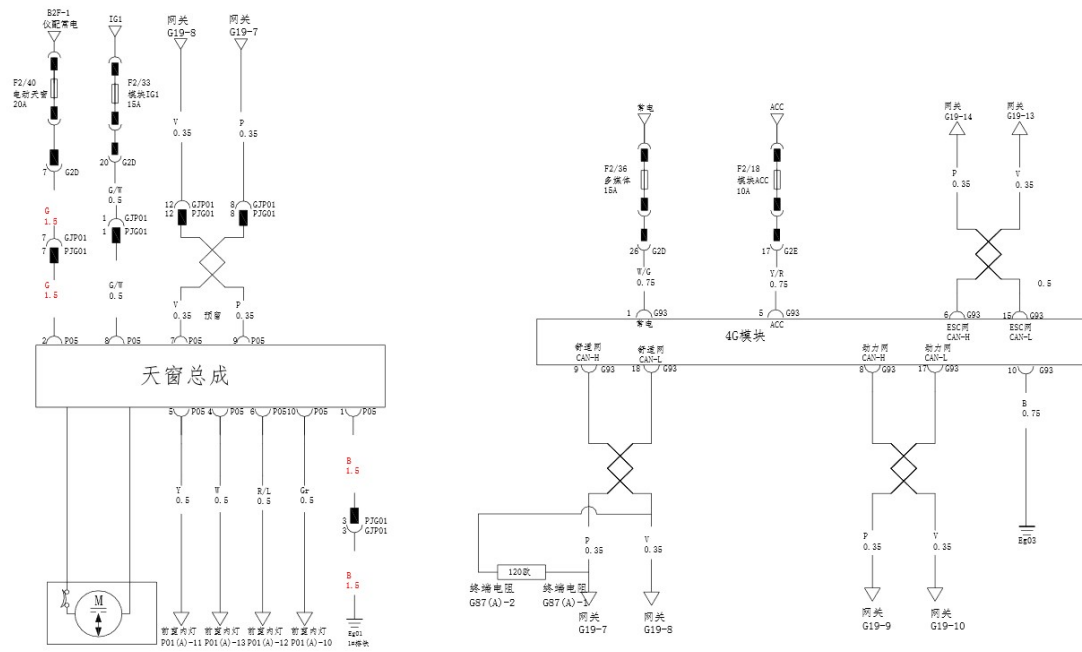 B2F-1
仪配常电
IG1
网关
G19-8
网关
G19-7
F2/40
电动天窗
20A
F2/33
模块IG1
15A
V
0.35
P
0.35
7
G2D
20
G2D
G/W
0.5
G
1.5
7
7
GJP01
PJG01
1
1
GJP01
PJG01
12
12
GJP01
PJG01
8
8
GJP01
PJG01
G
1.5
G/W
0.5
V
0.35
预留
P
0.35
2
P05
8
P05
7
P05
9
P05
天窗总成
5
P05
4
P05
6
P05
10
P05
1
P05
Y
0.5
W
0.5
R/L
0.5
Gr
0.5
B
1.5
3
3
PJG01
GJP01
B
1.5
M
前室内灯
P01(A)-11
前室内灯
P01(A)-13
前室内灯
P01(A)-12
前室内灯
P01(A)-10
Eg01
常电
ACC
网关
G19-14
网关
G19-13
F2/36
多媒体
15A
F2/18
模块ACC
10A
P
0.35
V
0.35
26
G2D
17
G2E
W/G
0.75
Y/R
0.75
0.5
1
G93
5
G93
6
G93
15
G93
常电
ACC
ESC网
CAN-H
ESC网
CAN-L
4G模块
舒适网
CAN-H
舒适网
CAN-L
动力网
CAN-H
动力网
CAN-L
9
G93
18
G93
8
G93
17
G93
10
G93
B
0.75
P
0.35
V
0.35
P
0.35
V
0.35
Eg03
120欧
终端电阻
G87(A)-2
终端电阻
G87(A)-1
网关
G19-7
网关
G19-8
网关
G19-9
网关
G19-10